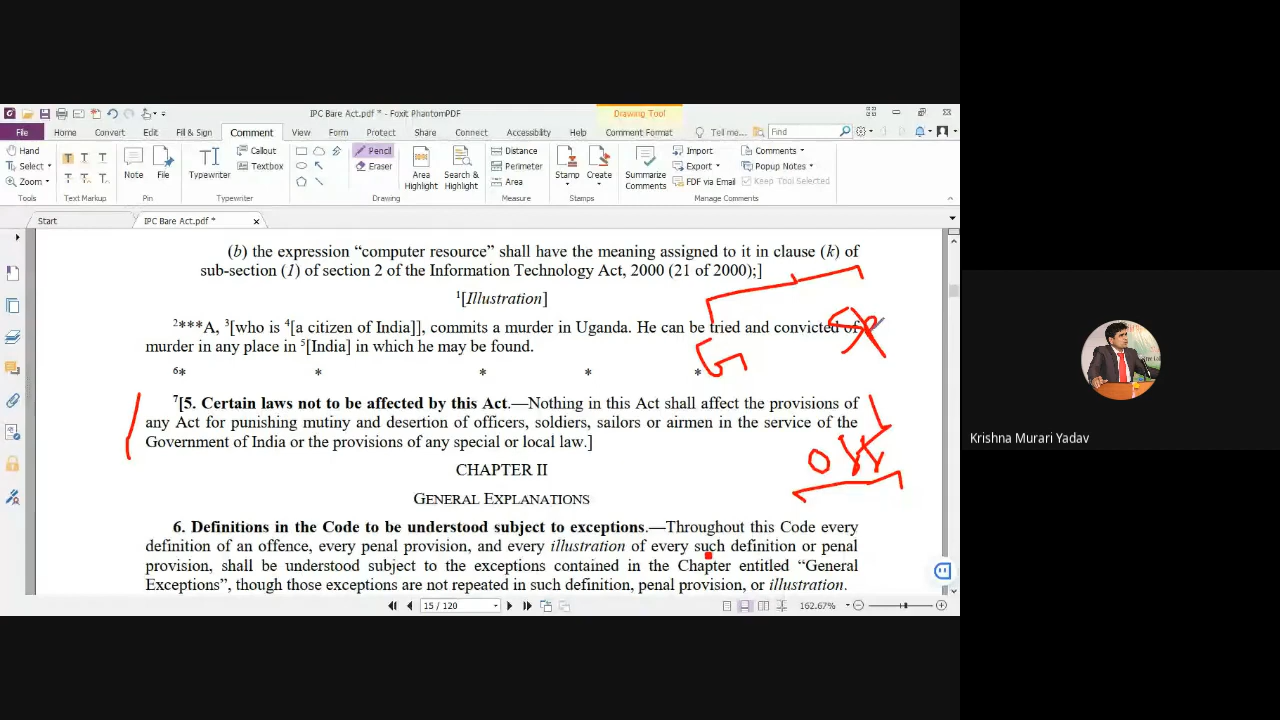 IPC Bare Act.pdf * - Foxit PhantomPDF
Drawing Tool
File Home Convert Edit Fill & Sign Comment View Form Protect Share Connect Accessibility Help Comment Format Tell me... Find
Hand
Select
Zoom
Tools
Text Markup
Note
File
Pin
Typewriter
Callout
Textbox
Typewriter
Pencil
Eraser
Drawing
Area Highlight
Search & Highlight
Distance
Perimeter
Area
Measure
Stamp
Create
Stamps
Summarize Comments
Import
Export
FDF via Email
Comments
Popup Notes
Keep Tool Selected
Manage Comments
Start
IPC Bare Act.pdf *
(b) the expression “computer resource” shall have the meaning assigned to it in clause (k) of
sub-section (1) of section 2 of the Information Technology Act, 2000 (21 of 2000);]
1[Illustration]
2***A, 3[who is 4[a citizen of India]], commits a murder in Uganda. He can be tried and convicted of
murder in any place in 5[India] in which he may be found.
6* * * * *
G
Sp
7[5. Certain laws not to be affected by this Act.—Nothing in this Act shall affect the provisions of
any Act for punishing mutiny and desertion of officers, soldiers, sailors or airmen in the service of the
Government of India or the provisions of any special or local law.]
Off
CHAPTER II
GENERAL EXPLANATIONS
6. Definitions in the Code to be understood subject to exceptions.—Throughout this Code every
definition of an offence, every penal provision, and every illustration of every such definition or penal
provision, shall be understood subject to the exceptions contained in the Chapter entitled “General
Exceptions”, though those exceptions are not repeated in such definition, penal provision, or illustration.
15 / 120
162.67%
Krishna Murari Yadav